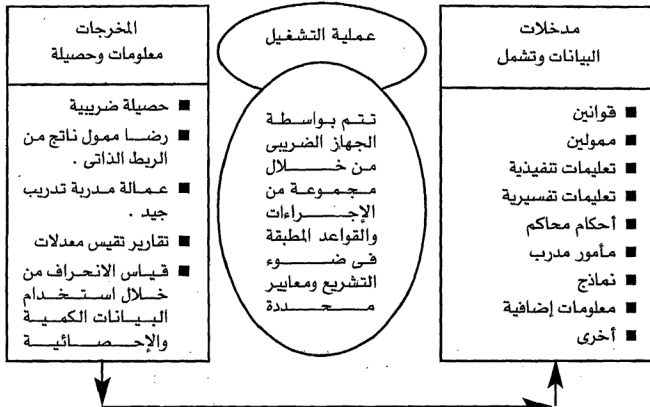 مدخلات
البيانات وتشمل
■ قوانين
■ ممولين
■ تعليمات تنفيذية
■ تعليمات تفسيرية
■ أحكام محاكم
■ مأمور مدرب
■ نماذج
■ معلومات إضافية
■ أخرى
عملية التشغيل
تتم بواسطة
الجهاز الضريبى
من خلال
مجموعة من
الإجراءات
والقواعد المطبقة
فى ضوء
التشريع ومعايير
محددة
المخرجات
معلومات وحصيلة
■ حصيلة ضريبية
■ رضا ممول ناتج من
الربط الذاتى .
■ عمالة مدربة تدريب
جيد .
■ تقارير تقيس معدلات
■ قياس الانحراف من
خلال استخدام
البيانات الكمية
والإحصائية